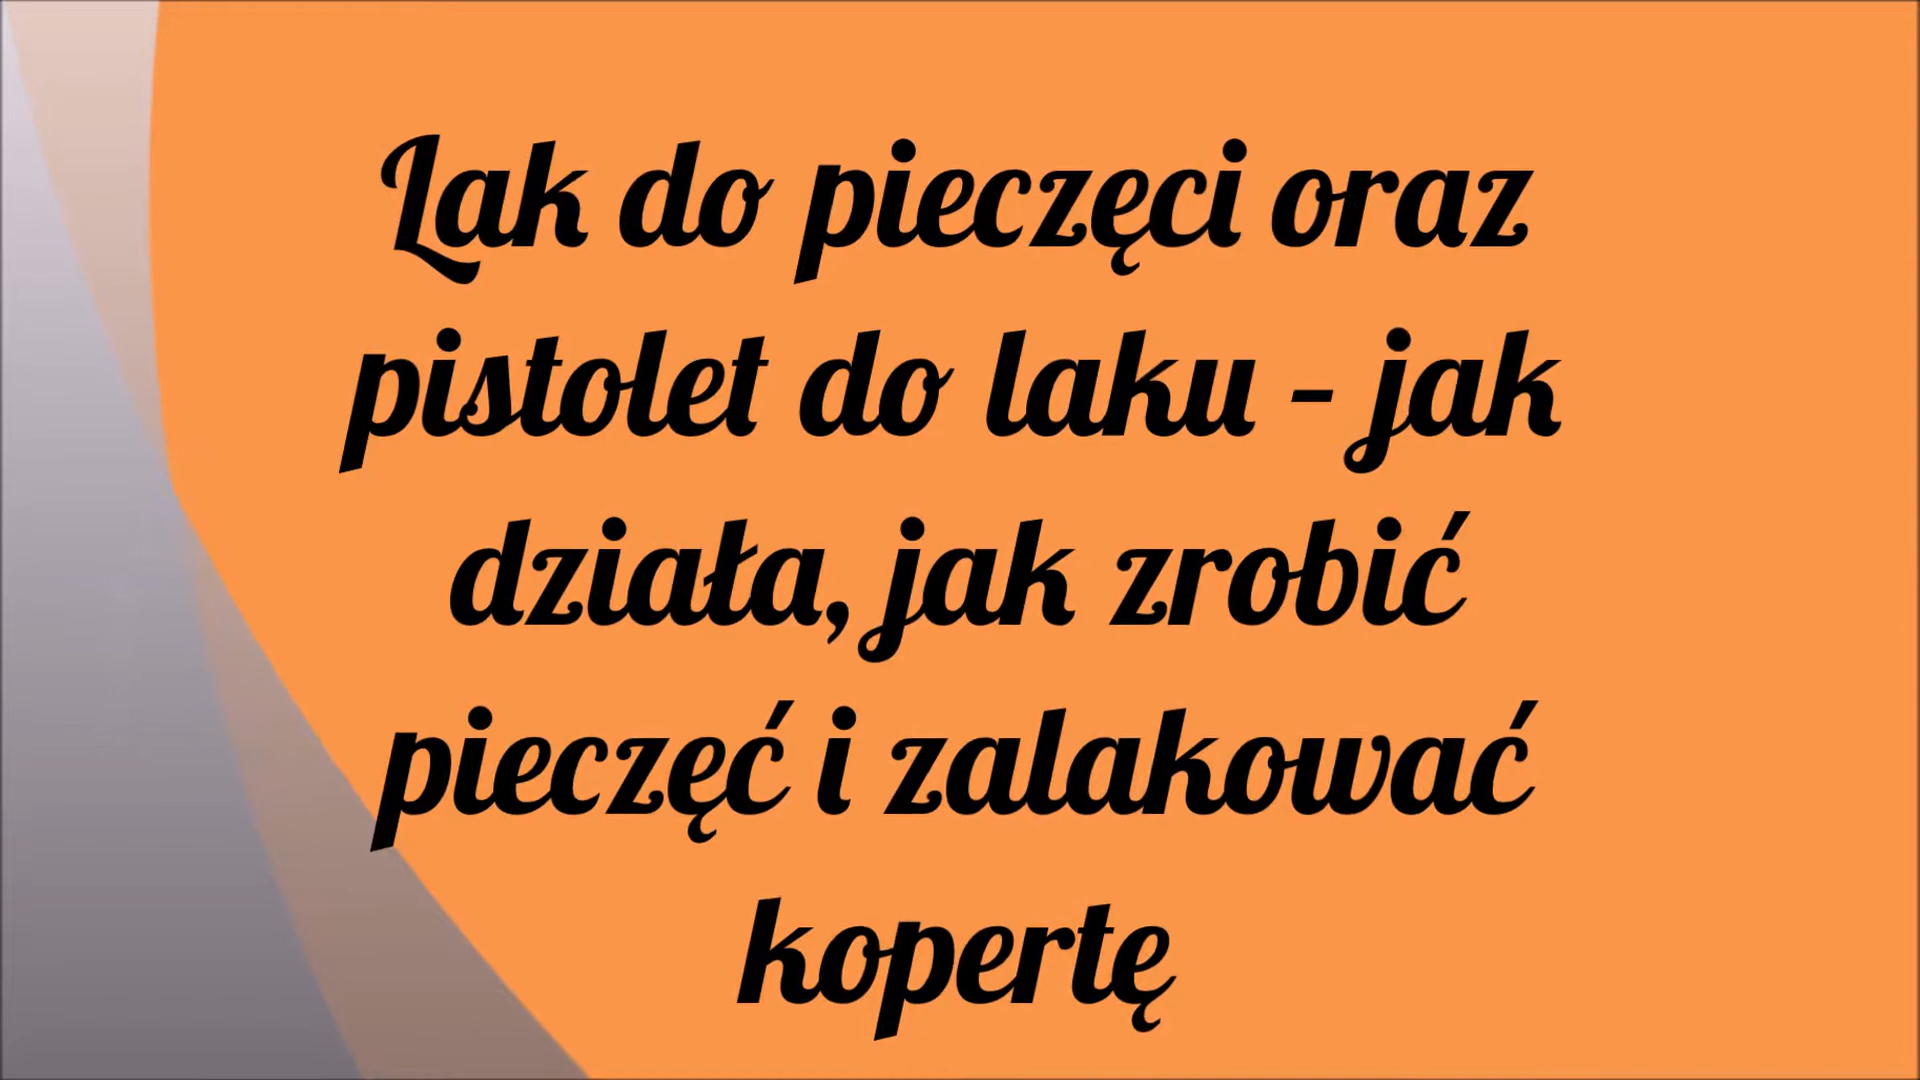 Lak do pieczęci oraz
pistolet do laku - jak
działa, jak zrobić
pieczęć i zalakować
kopertę